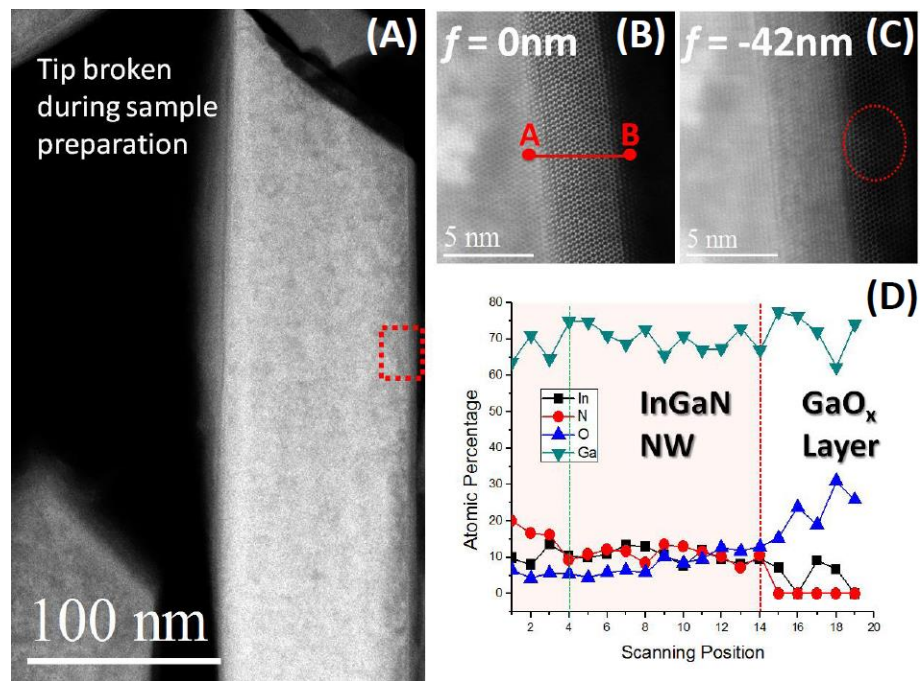 (A)
Tip broken
during sample
preparation
100 nm
f = 0nm
(B)
A
B
5 nm
f = -42nm
(C)
5 nm
(D)
80
70
60
50
40
30
20
10
0
Atomic Percentage
In
N
O
Ga
InGaN
NW
GaOx
Layer
2 4 6 8 10 12 14 16 18 20
Scanning Position